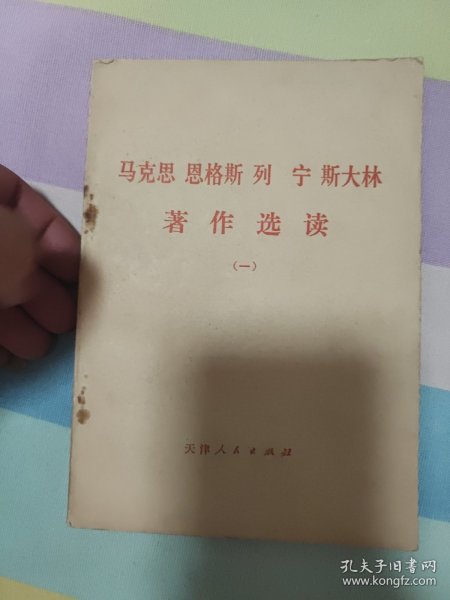 马克思 恩格斯 列 宁 斯大林
著作选读
（一）
天津人民出版社
孔夫子旧书网
www.kongfz.com